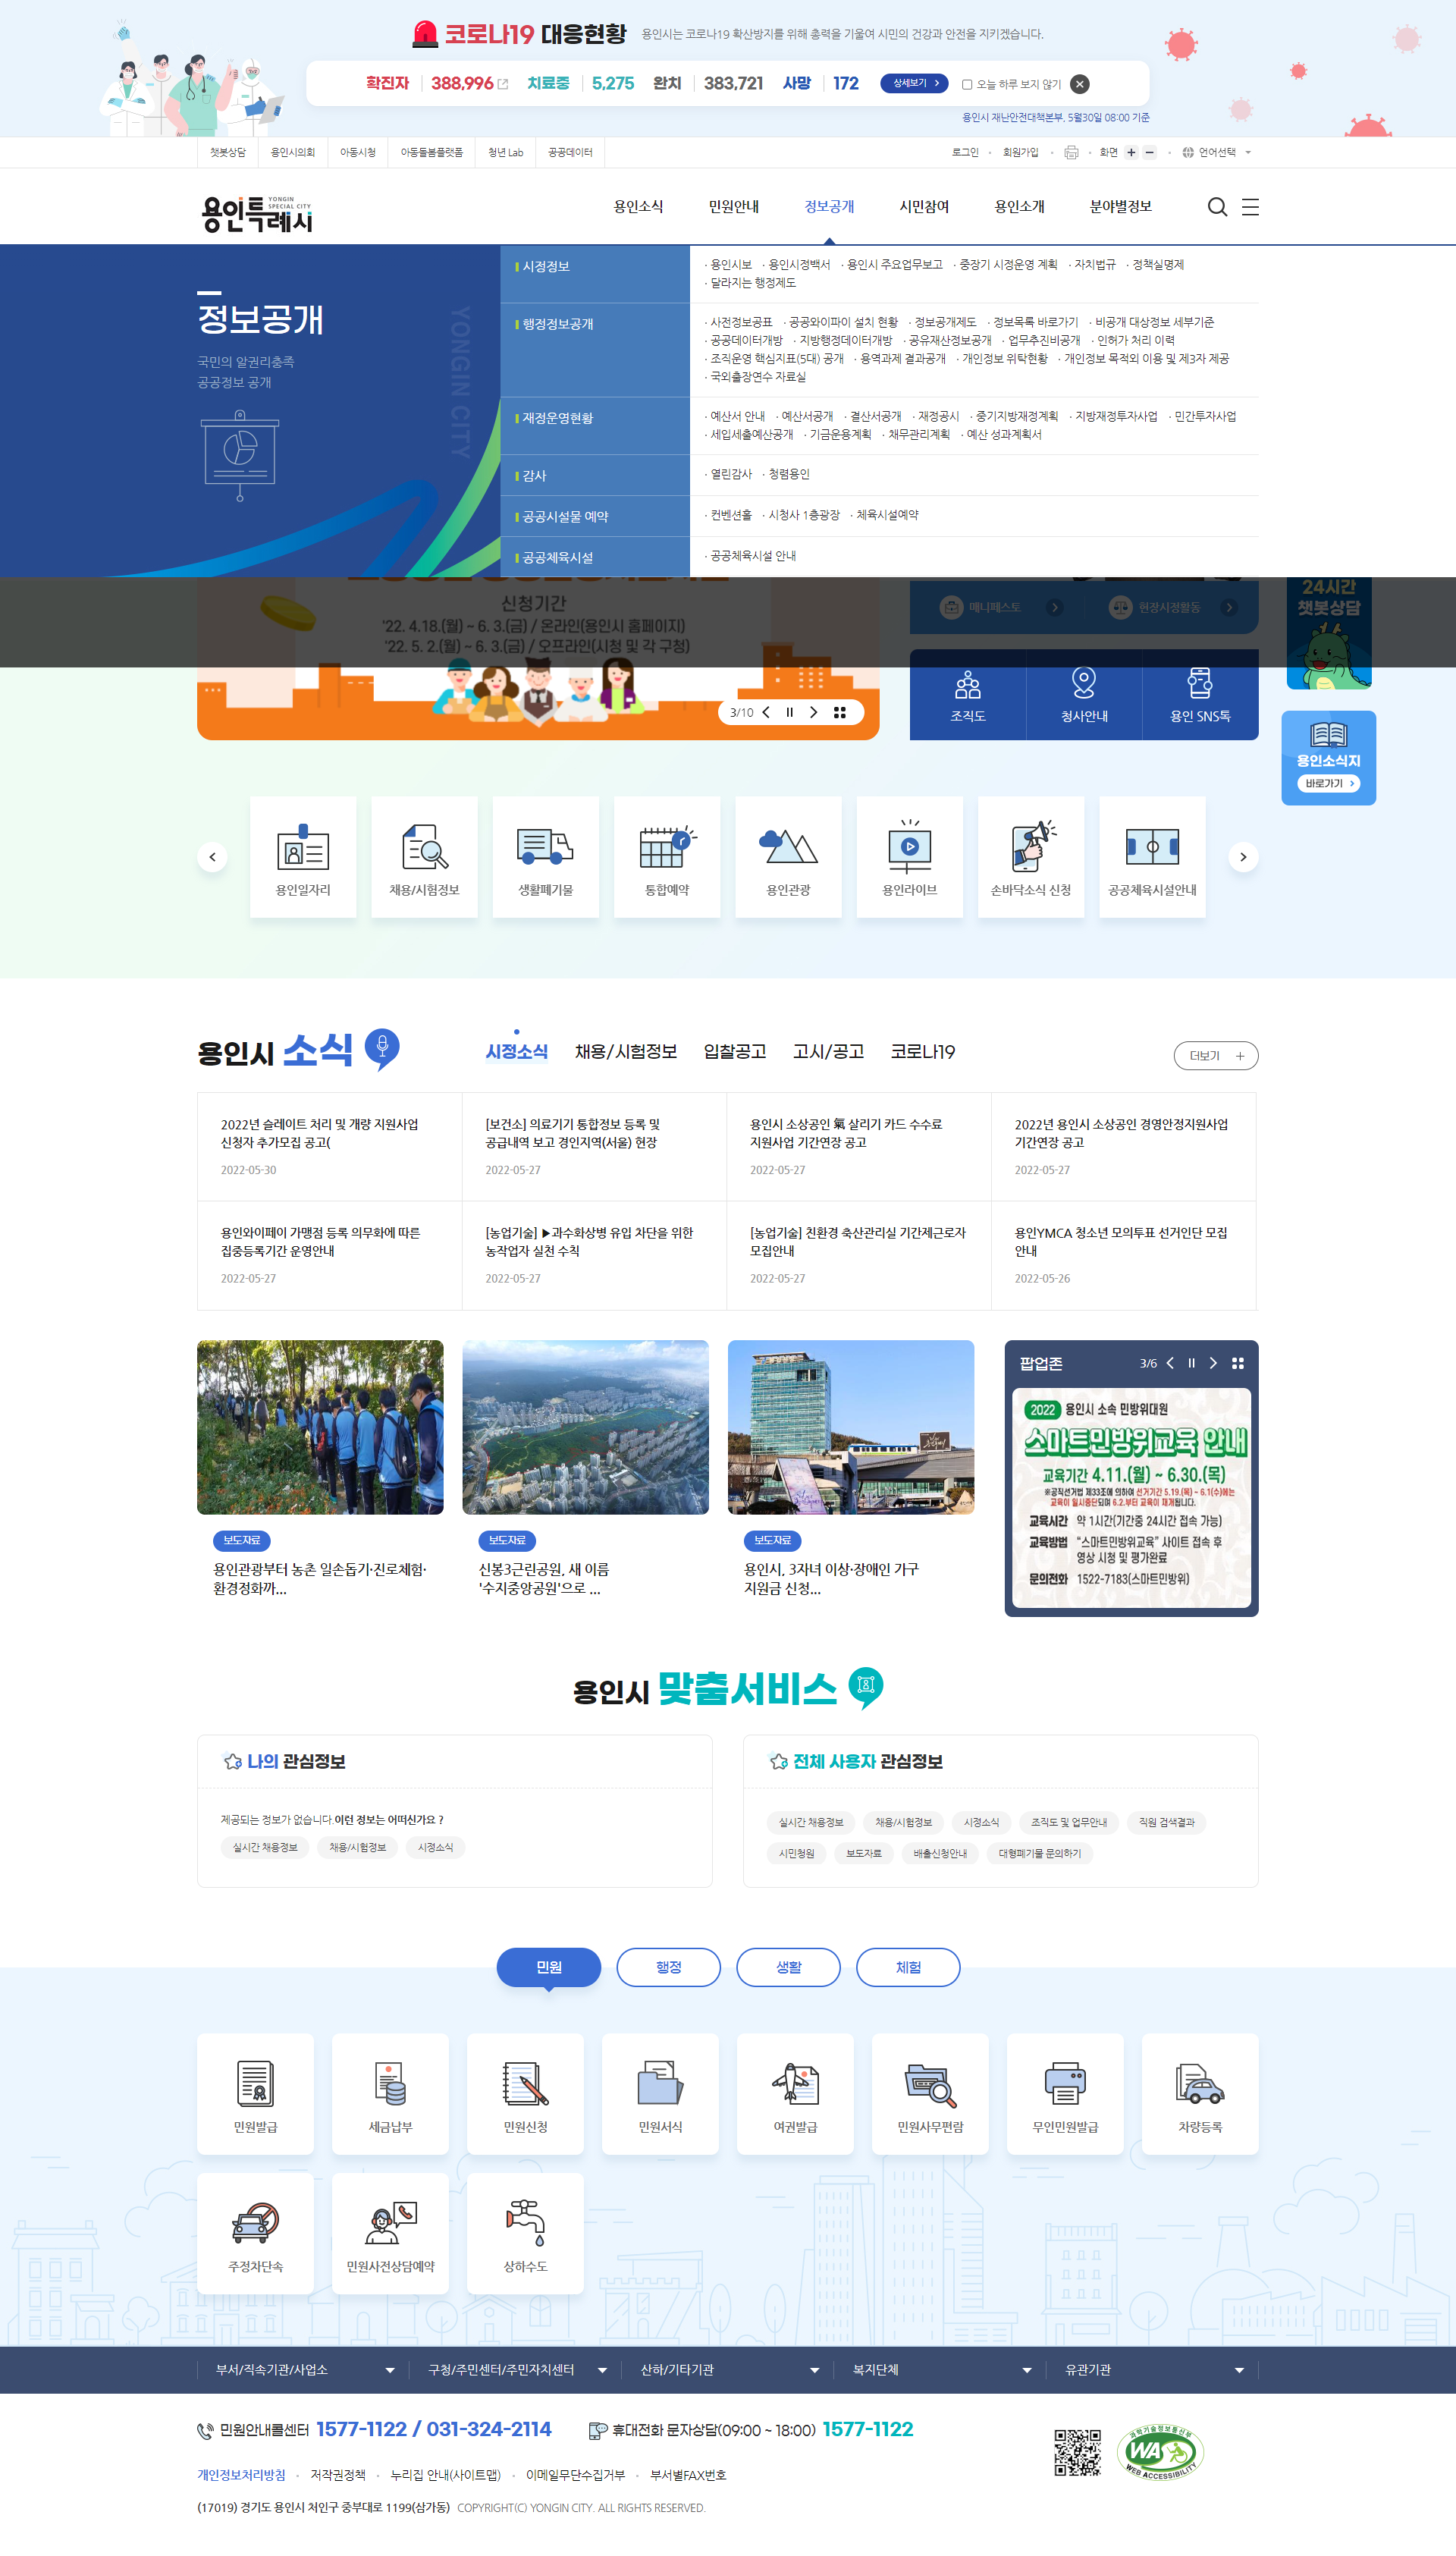 코로나19 대응현황 용인시는 코로나19 확산방지를 위해 총력을 기울여 시민의 건강과 안전을 지키겠습니다.
확진자 388,996 치료중 5,275 완치 383,721 사망 172 상세보기 오늘 하루 보지 않기
용인시 재난안전대책본부, 5월30일 08:00 기준
챗봇상담 용인시의회 아동시청 아동돌봄플랫폼 청년 Lab 공공데이터 로그인 회원가입 화면 언어선택
용인특례시 YONGIN SPECIAL CITY
용인소식 민원안내 정보공개 시민참여 용인소개 분야별정보
정보공개
국민의 알권리충족
공공정보 공개
YONGIN CITY
시정정보
· 용인시보 · 용인시정백서 · 용인시 주요업무보고 · 중장기 시정운영 계획 · 자치법규 · 정책실명제
· 달라지는 행정제도
행정정보공개
· 사전정보공표 · 공공와이파이 설치 현황 · 정보공개제도 · 정보목록 바로가기 · 비공개 대상정보 세부기준
· 공공데이터개방 · 지방행정데이터개방 · 공유재산정보공개 · 업무추진비공개 · 인허가 처리 이력
· 조직운영 핵심지표(5대) 공개 · 용역과제 결과공개 · 개인정보 위탁현황 · 개인정보 목적외 이용 및 제3자 제공
· 국외출장연수 자료실
재정운영현황
· 예산서 안내 · 예산서공개 · 결산서공개 · 재정공시 · 중기지방재정계획 · 지방재정투자사업 · 민간투자사업
· 세입세출예산공개 · 기금운용계획 · 채무관리계획 · 예산 성과계획서
감사
· 열린감사 · 청렴용인
공공시설물 예약
· 컨벤션홀 · 시청사 1층광장 · 체육시설예약
공공체육시설
· 공공체육시설 안내
신청기간
'22. 4.18.(월) ~ 6. 3.(금) / 온라인(용인시 홈페이지)
'22. 5. 2.(월) ~ 6. 3.(금) / 오프라인(시청 및 각 구청)
3/10
매니페스토 현장시정활동
조직도 청사안내 용인 SNS톡
24시간
챗봇상담
용인소식지
바로가기
용인일자리 채용/시험정보 생활폐기물 통합예약 용인관광 용인라이브 손바닥소식 신청 공공체육시설안내
용인시 소식
시정소식 채용/시험정보 입찰공고 고시/공고 코로나19 더보기
2022년 슬레이트 처리 및 개량 지원사업
신청자 추가모집 공고(
2022-05-30
[보건소] 의료기기 통합정보 등록 및
공급내역 보고 경인지역(서울) 현장
2022-05-27
용인시 소상공인 氣 살리기 카드 수수료
지원사업 기간연장 공고
2022-05-27
2022년 용인시 소상공인 경영안정지원사업
기간연장 공고
2022-05-27
용인와이페이 가맹점 등록 의무화에 따른
집중등록기간 운영안내
2022-05-27
[농업기술] ▶과수화상병 유입 차단을 위한
농작업자 실천 수칙
2022-05-27
[농업기술] 친환경 축산관리실 기간제근로자
모집안내
2022-05-27
용인YMCA 청소년 모의투표 선거인단 모집
안내
2022-05-26
보도자료
용인관광부터 농촌 일손돕기·진로체험·
환경정화까...
보도자료
신봉3근린공원, 새 이름
'수지중앙공원'으로 ...
보도자료
용인시, 3자녀 이상·장애인 가구
지원금 신청...
팝업존 3/6
2022 용인시 소속 민방위대원
스마트민방위교육 안내
교육기간 4.11.(월) ~ 6.30.(목)
※공직선거법 제33조에 의하여 선거기간 5.19.(목) ~ 6.1(수)에는
교육이 일시중단되며 6.2.부터 교육이 재개됩니다.
교육시간 약 1시간(기간중 24시간 접속 가능)
교육방법 "스마트민방위교육" 사이트 접속 후
영상 시청 및 평가완료
문의전화 1522-7183(스마트민방위)
용인시 맞춤서비스
나의 관심정보
제공되는 정보가 없습니다.이런 정보는 어떠신가요 ?
실시간 채용정보 채용/시험정보 시정소식
전체 사용자 관심정보
실시간 채용정보 채용/시험정보 시정소식 조직도 및 업무안내 직원 검색결과
시민청원 보도자료 배출신청안내 대형폐기물 문의하기
민원 행정 생활 체험
민원발급 세금납부 민원신청 민원서식 여권발급 민원사무편람 무인민원발급 차량등록
주정차단속 민원사전상담예약 상하수도
부서/직속기관/사업소 구청/주민센터/주민자치센터 산하/기타기관 복지단체 유관기관
민원안내콜센터 1577-1122 / 031-324-2114 휴대전화 문자상담(09:00 ~ 18:00) 1577-1122
개인정보처리방침 저작권정책 누리집 안내(사이트맵) 이메일무단수집거부 부서별FAX번호
(17019) 경기도 용인시 처인구 중부대로 1199(삼가동) COPYRIGHT(C) YONGIN CITY. ALL RIGHTS RESERVED.
과학기술정보통신부
WA
WEB ACCESSIBILITY